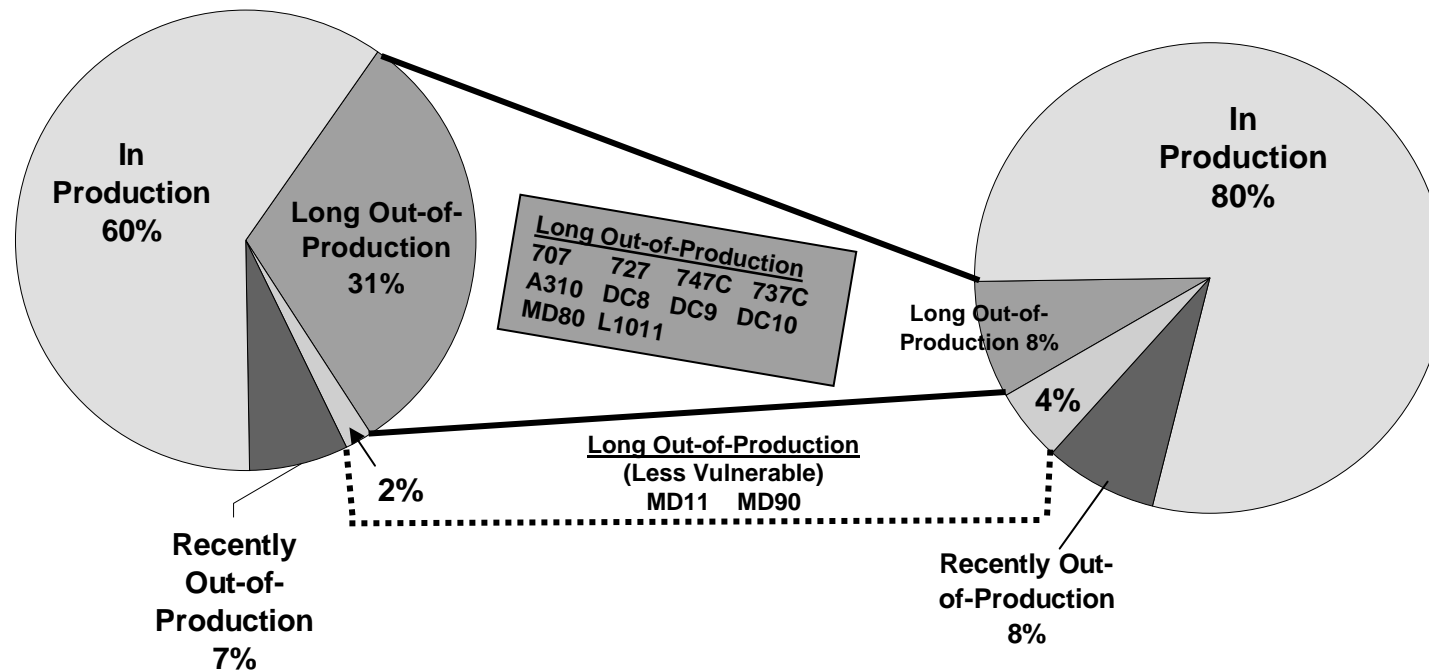 In
Production
60%
Long Out-of-
Production
31%
2%
Recently
Out-of-
Production
7%
Long Out-of-Production
707 727 747C 737C
A310 DC8 DC9 DC10
MD80 L1011
Long Out-of-Production
(Less Vulnerable)
MD11 MD90
In
Production
80%
Long Out-of-
Production 8%
4%
Recently Out-
of-Production
8%